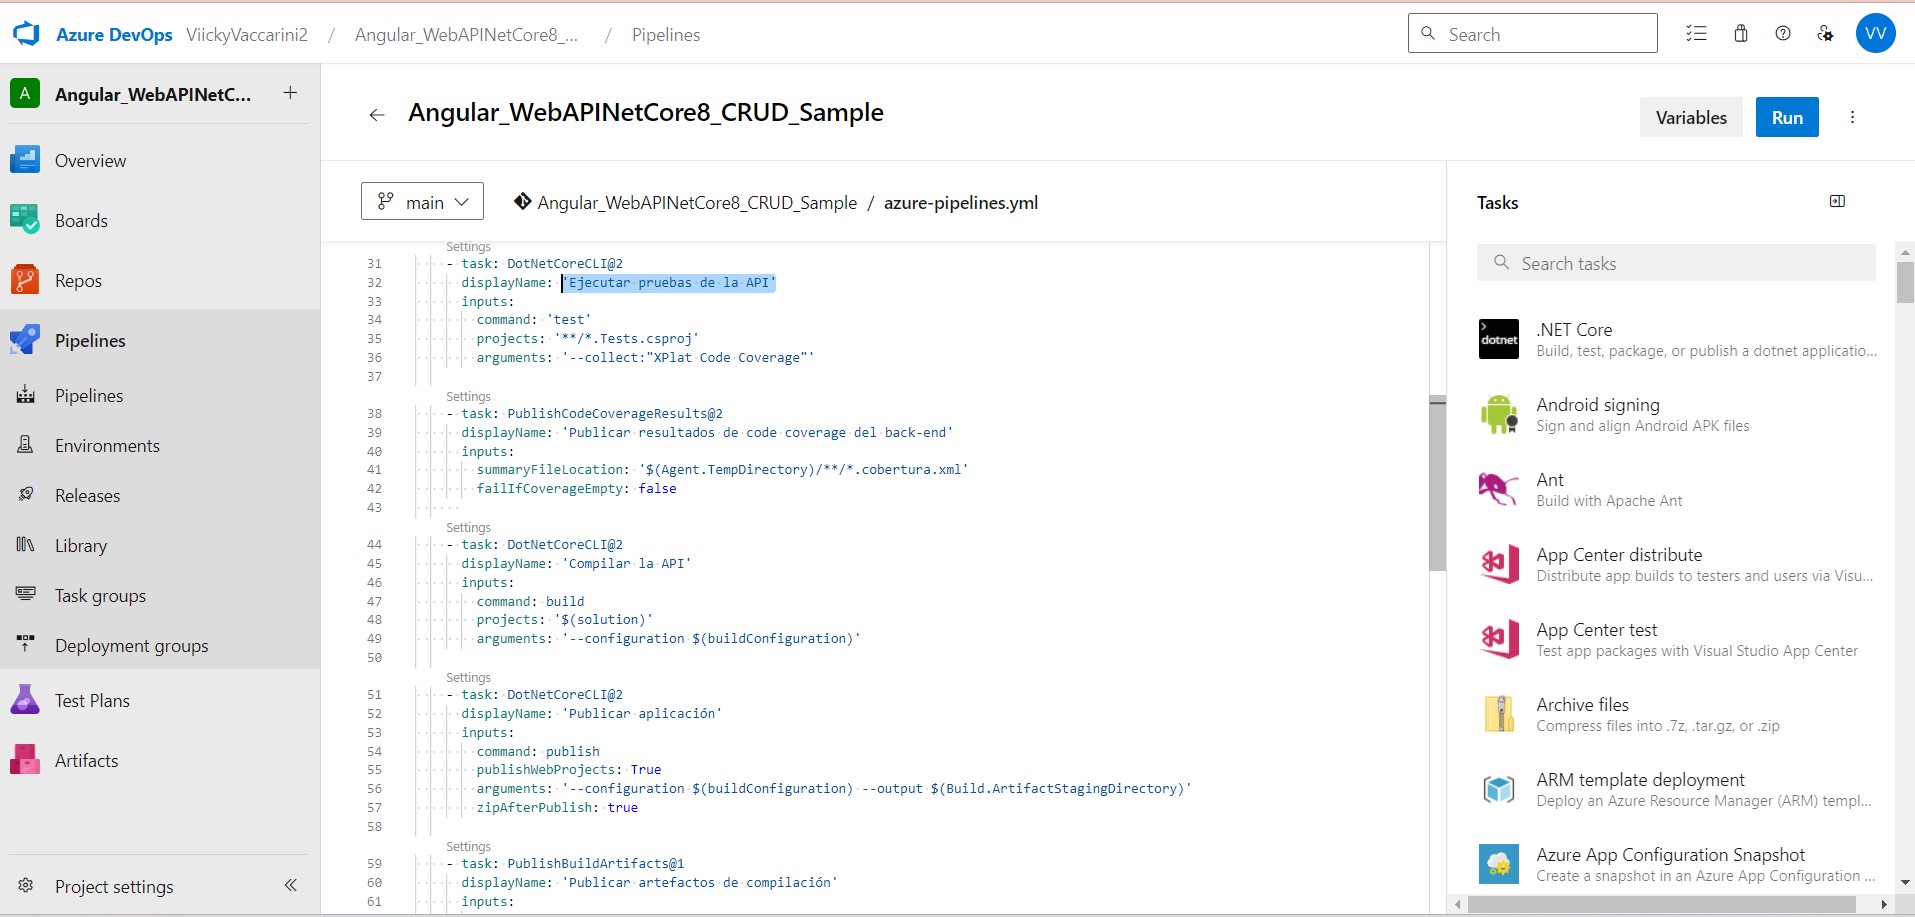 Azure DevOps ViickyVaccarini2 / Angular_WebAPINetCore8_... / Pipelines
Search
VV
A Angular_WebAPINetC... +
Overview
Boards
Repos
Pipelines
Pipelines
Environments
Releases
Library
Task groups
Deployment groups
Test Plans
Artifacts
Project settings
Angular_WebAPINetCore8_CRUD_Sample
Variables
Run
main
Angular_WebAPINetCore8_CRUD_Sample / azure-pipelines.yml
Settings
31 - task: DotNetCoreCLI@2
32 displayName: 'Ejecutar pruebas de la API'
33 inputs:
34 command: 'test'
35 projects: '**/*.Tests.csproj'
36 arguments: '--collect:"XPlat Code Coverage"'
37
Settings
38 - task: PublishCodeCoverageResults@2
39 displayName: 'Publicar resultados de code coverage del back-end'
40 inputs:
41 summaryFileLocation: '$(Agent.TempDirectory)/**/*.cobertura.xml'
42 failIfCoverageEmpty: false
43
Settings
44 - task: DotNetCoreCLI@2
45 displayName: 'Compilar la API'
46 inputs:
47 command: build
48 projects: '$(solution)'
49 arguments: '--configuration $(buildConfiguration)'
50
Settings
51 - task: DotNetCoreCLI@2
52 displayName: 'Publicar aplicación'
53 inputs:
54 command: publish
55 publishWebProjects: True
56 arguments: '--configuration $(buildConfiguration) --output $(Build.ArtifactStagingDirectory)'
57 zipAfterPublish: true
58
Settings
59 - task: PublishBuildArtifacts@1
60 displayName: 'Publicar artefactos de compilación'
61 inputs:
Tasks
Search tasks
dotnet
.NET Core
Build, test, package, or publish a dotnet applicatio...
Android signing
Sign and align Android APK files
Ant
Build with Apache Ant
App Center distribute
Distribute app builds to testers and users via Visu...
App Center test
Test app packages with Visual Studio App Center
Archive files
Compress files into .7z, .tar.gz, or .zip
ARM template deployment
Deploy an Azure Resource Manager (ARM) templ...
Azure App Configuration Snapshot
Create a snapshot in an Azure App Configuration ...